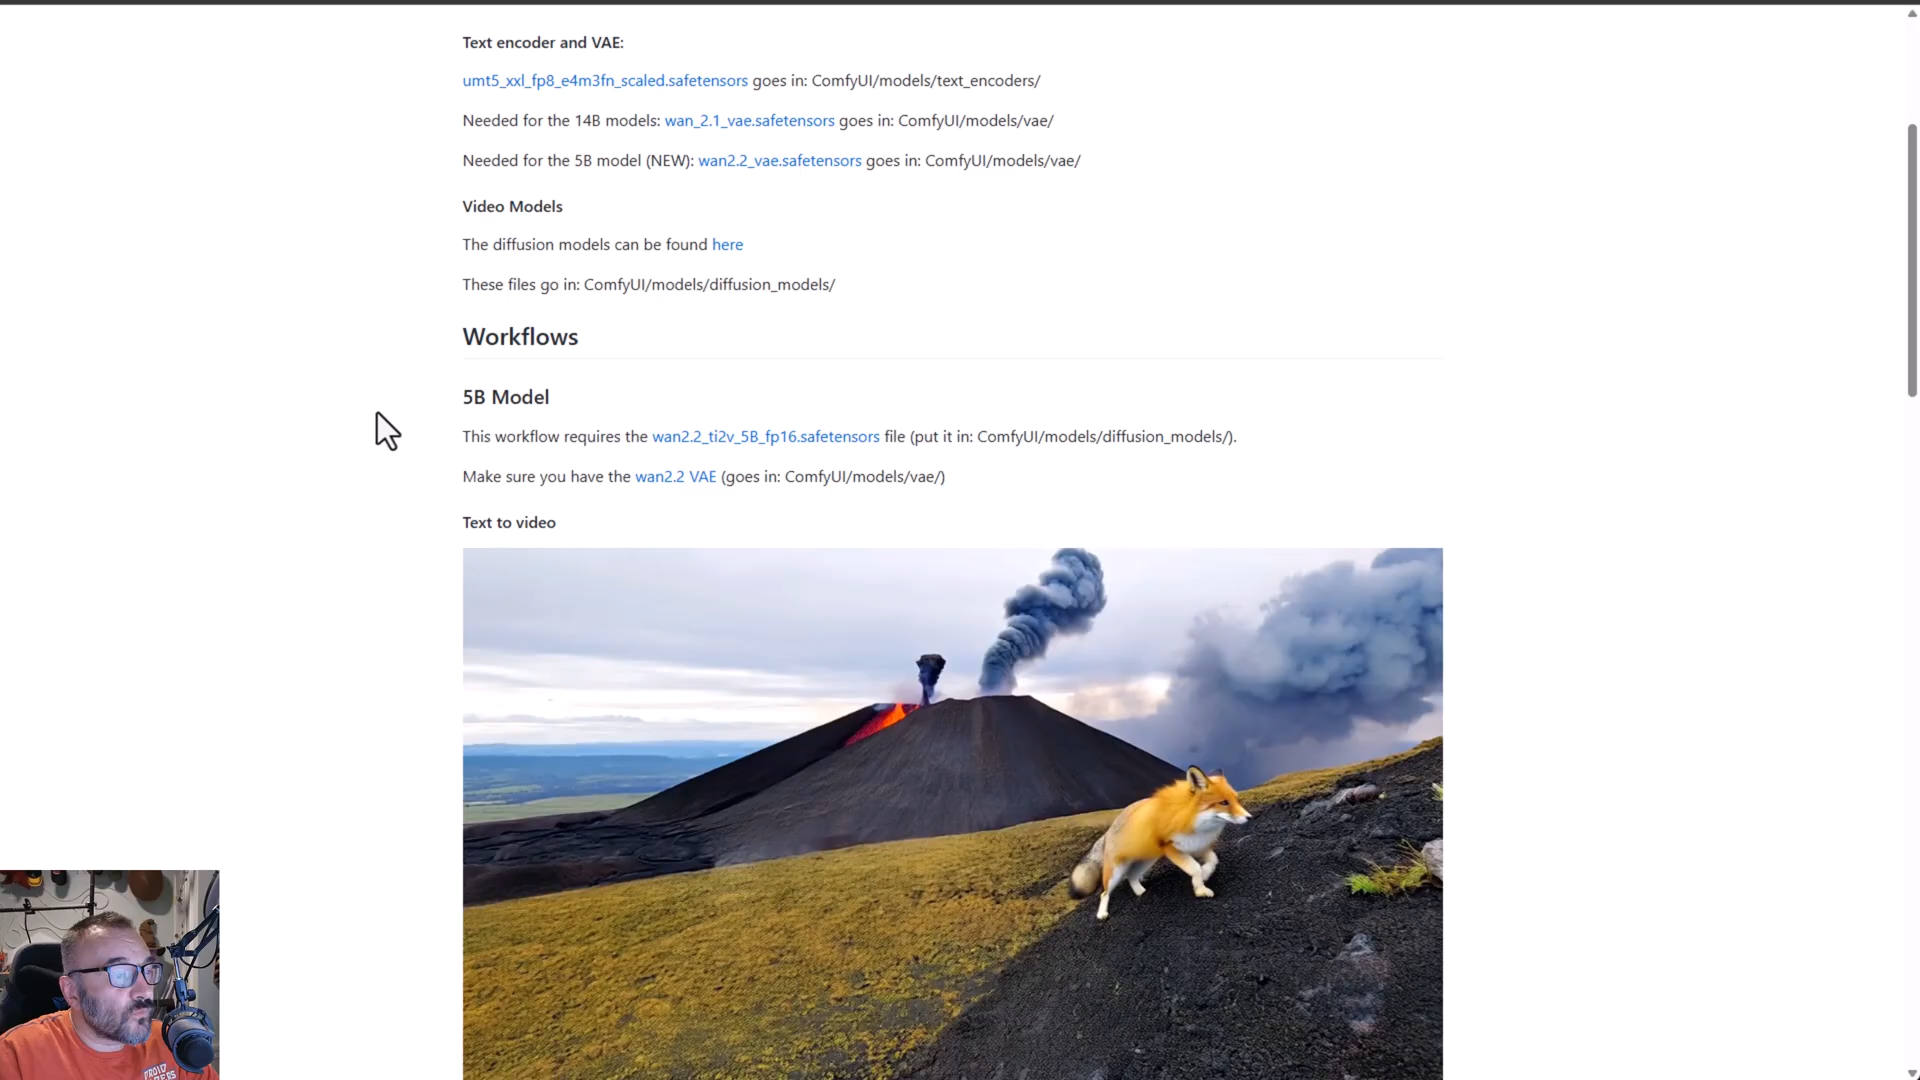 Text encoder and VAE:
umt5_xxl_fp8_e4m3fn_scaled.safetensors goes in: ComfyUI/models/text_encoders/
Needed for the 14B models: wan_2.1_vae.safetensors goes in: ComfyUI/models/vae/
Needed for the 5B model (NEW): wan2.2_vae.safetensors goes in: ComfyUI/models/vae/
Video Models
The diffusion models can be found here
These files go in: ComfyUI/models/diffusion_models/
Workflows
5B Model
This workflow requires the wan2.2_ti2v_5B_fp16.safetensors file (put it in: ComfyUI/models/diffusion_models/).
Make sure you have the wan2.2 VAE (goes in: ComfyUI/models/vae/)
Text to video